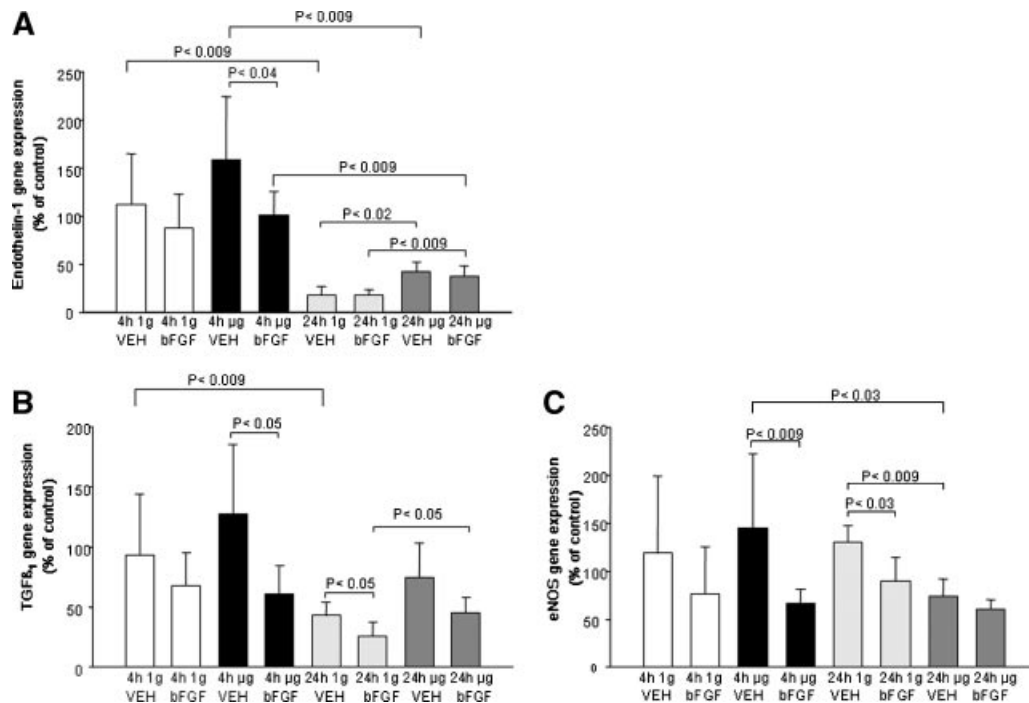 A
P< 0.009
P< 0.009
P< 0.04
P< 0.009
P< 0.02
P< 0.009
Endothelin-1 gene expression
(% of control)
250
200
150
100
50
0
4h 1g 4h 1g 4h µg 4h µg 24h 1g 24h 1g 24h µg 24h µg
VEH bFGF VEH bFGF VEH bFGF VEH bFGF
B
P< 0.009
P< 0.05
P< 0.05
P< 0.05
TGFß1 gene expression
(% of control)
200
150
100
50
0
4h 1g 4h 1g 4h µg 4h µg 24h 1g 24h 1g 24h µg 24h µg
VEH bFGF VEH bFGF VEH bFGF VEH bFGF
C
P< 0.03
P< 0.009
P< 0.009
P< 0.03
eNOS gene expression
(% of control)
250
200
150
100
50
0
4h 1g 4h 1g 4h µg 4h µg 24h 1g 24h 1g 24h µg 24h µg
VEH bFGF VEH bFGF VEH bFGF VEH bFGF